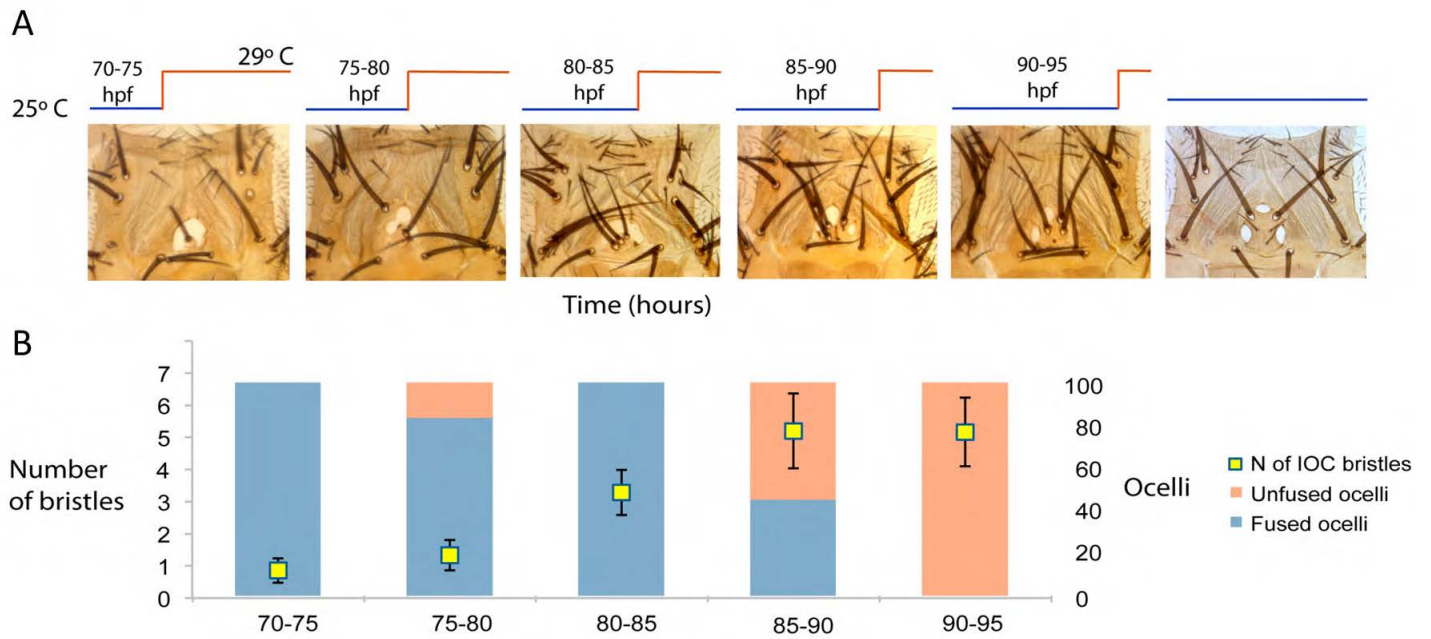 A
29º C
70-75
hpf
75-80
hpf
80-85
hpf
85-90
hpf
90-95
hpf
25º C
Time (hours)
B
7
6
5
4
3
2
1
0
Number
of bristles
100
80
60
40
20
0
Ocelli
N of IOC bristles
Unfused ocelli
Fused ocelli
70-75
75-80
80-85
85-90
90-95